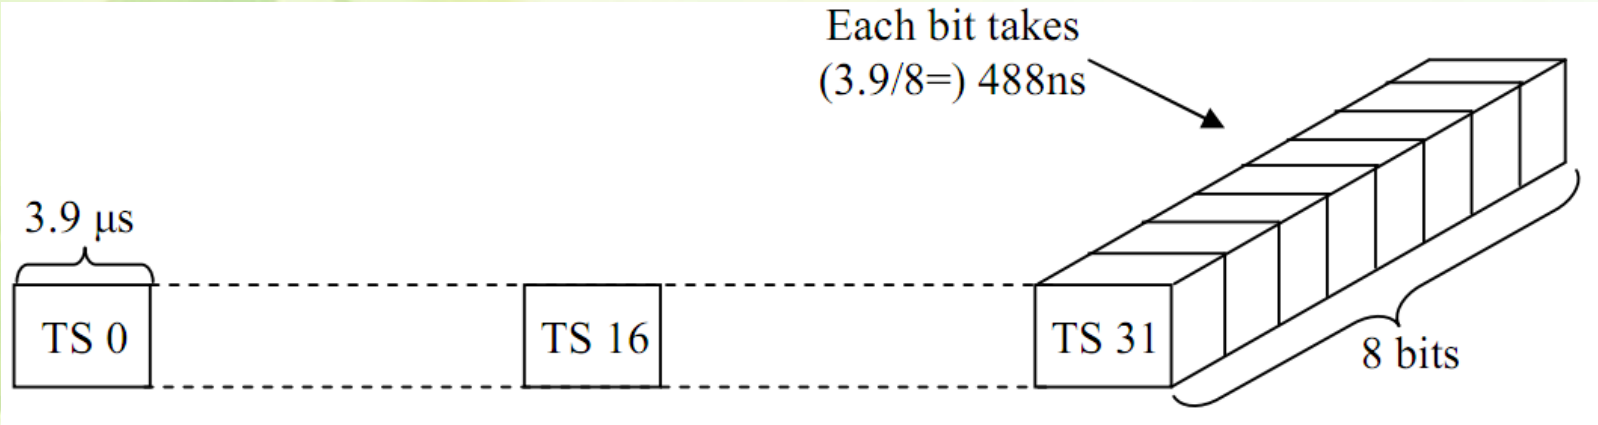 Each bit takes
(3.9/8=) 488ns
3.9 μs
TS 0
TS 16
TS 31
8 bits